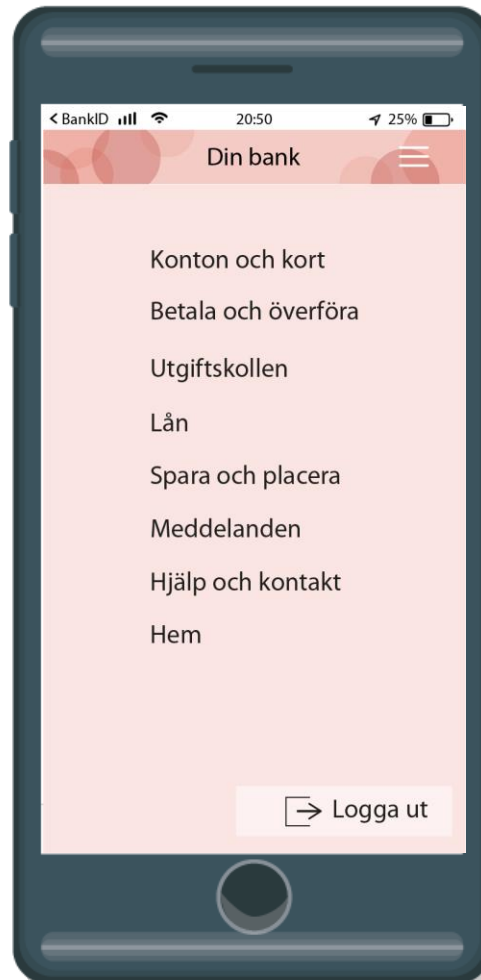 < BankID 20:50 25%
Din bank
Konton och kort
Betala och överföra
Utgiftskollen
Lån
Spara och placera
Meddelanden
Hjälp och kontakt
Hem
Logga ut